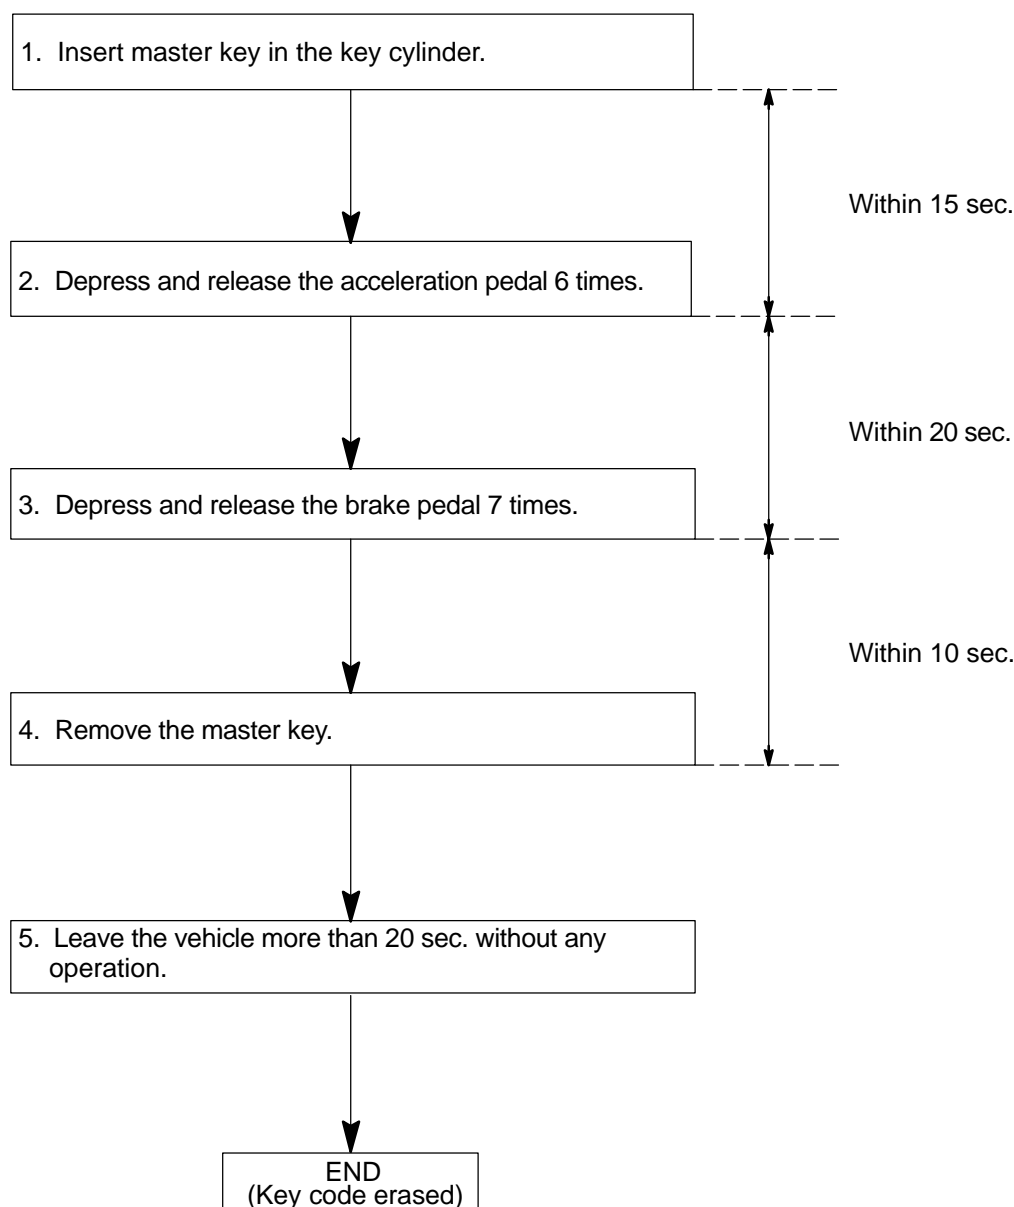 1. Insert master key in the key cylinder.
Within 15 sec.
2. Depress and release the acceleration pedal 6 times.
Within 20 sec.
3. Depress and release the brake pedal 7 times.
Within 10 sec.
4. Remove the master key.
5. Leave the vehicle more than 20 sec. without any
operation.
END
(Key code erased)